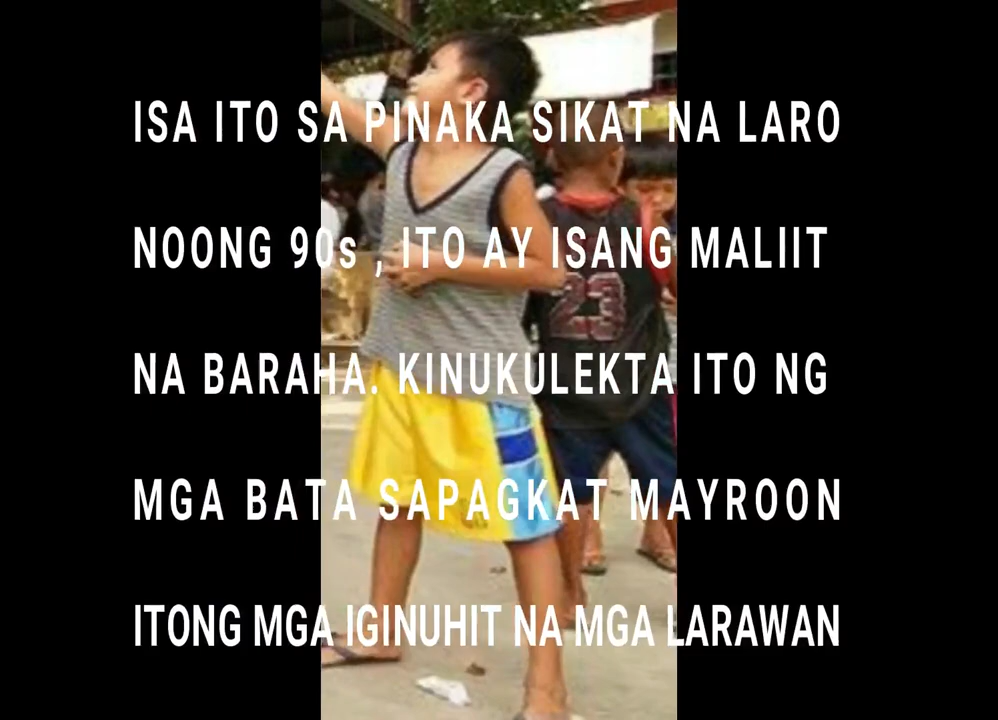 ISA ITO SA PINAKA SIKAT NA LARO
NOONG 90s , ITO AY ISANG MALIIT
NA BARAHA. KINUKULEKTA ITO NG
MGA BATA SAPAGKAT MAYROON
ITONG MGA IGINUHIT NA MGA LARAWAN
23